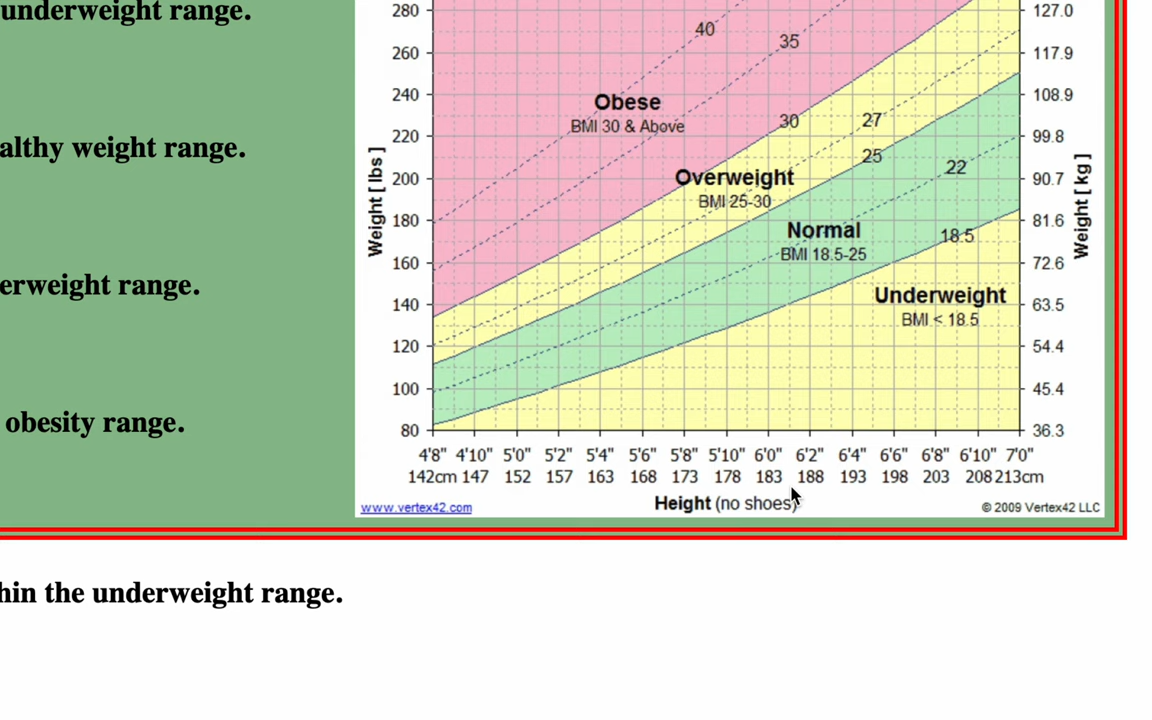 underweight range.
althy weight range.
erweight range.
obesity range.
280
260
240
220
200
180
160
140
120
100
80
Weight [ lbs ]
40
35
Obese
BMI 30 & Above
30
27
25
22
Overweight
BMI 25-30
Normal
BMI 18.5-25
18.5
Underweight
BMI < 18.5
127.0
117.9
108.9
99.8
90.7
81.6
72.6
63.5
54.4
45.4
36.3
Weight [ kg ]
4'8" 4'10" 5'0" 5'2" 5'4" 5'6" 5'8" 5'10" 6'0" 6'2" 6'4" 6'6" 6'8" 6'10" 7'0"
142cm 147 152 157 163 168 173 178 183 188 193 198 203 208 213cm
Height (no shoes)
www.vertex42.com
© 2009 Vertex42 LLC
hin the underweight range.